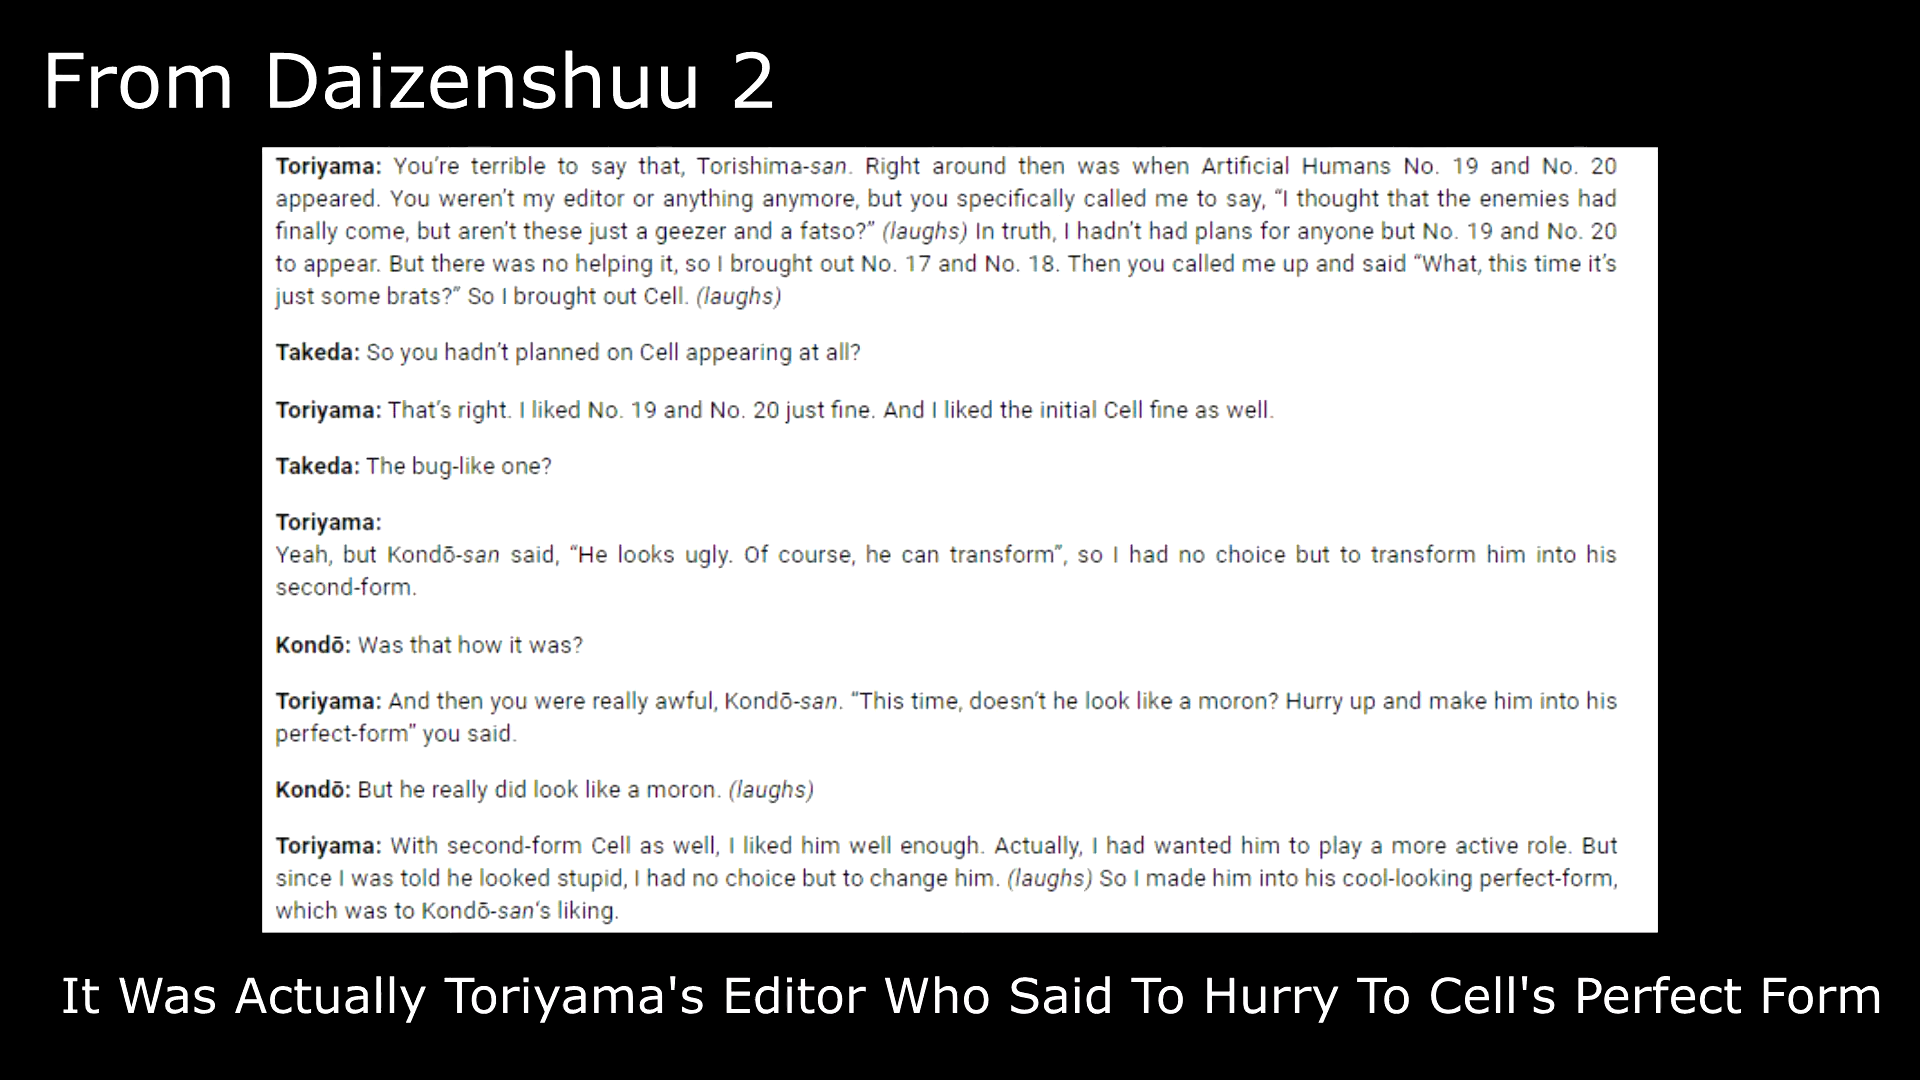 From Daizenshuu 2
Toriyama: You’re terrible to say that, Torishima-san. Right around then was when Artificial Humans No. 19 and No. 20
appeared. You weren’t my editor or anything anymore, but you specifically called me to say, “I thought that the enemies had
finally come, but aren’t these just a geezer and a fatso?” (laughs) In truth, I hadn’t had plans for anyone but No. 19 and No. 20
to appear. But there was no helping it, so I brought out No. 17 and No. 18. Then you called me up and said “What, this time it’s
just some brats?” So I brought out Cell. (laughs)
Takeda: So you hadn’t planned on Cell appearing at all?
Toriyama: That’s right. I liked No. 19 and No. 20 just fine. And I liked the initial Cell fine as well.
Takeda: The bug-like one?
Toriyama:
Yeah, but Kondō-san said, “He looks ugly. Of course, he can transform”, so I had no choice but to transform him into his
second-form.
Kondō: Was that how it was?
Toriyama: And then you were really awful, Kondō-san. “This time, doesn’t he look like a moron? Hurry up and make him into his
perfect-form” you said.
Kondō: But he really did look like a moron. (laughs)
Toriyama: With second-form Cell as well, I liked him well enough. Actually, I had wanted him to play a more active role. But
since I was told he looked stupid, I had no choice but to change him. (laughs) So I made him into his cool-looking perfect-form,
which was to Kondō-san‘s liking.
It Was Actually Toriyama's Editor Who Said To Hurry To Cell's Perfect Form